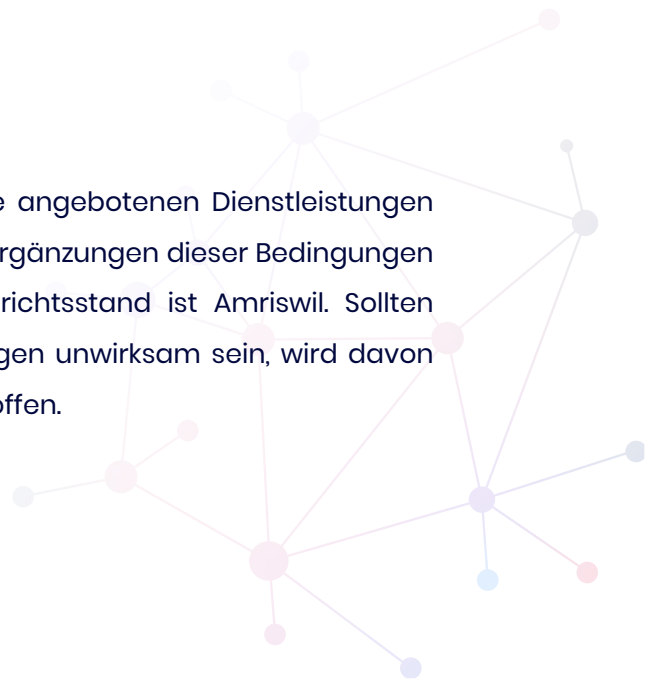 angebotenen Dienstleistungen
rgänzungen dieser Bedingungen
richtsstand ist Amriswil. Sollten
gen unwirksam sein, wird davon
offen.